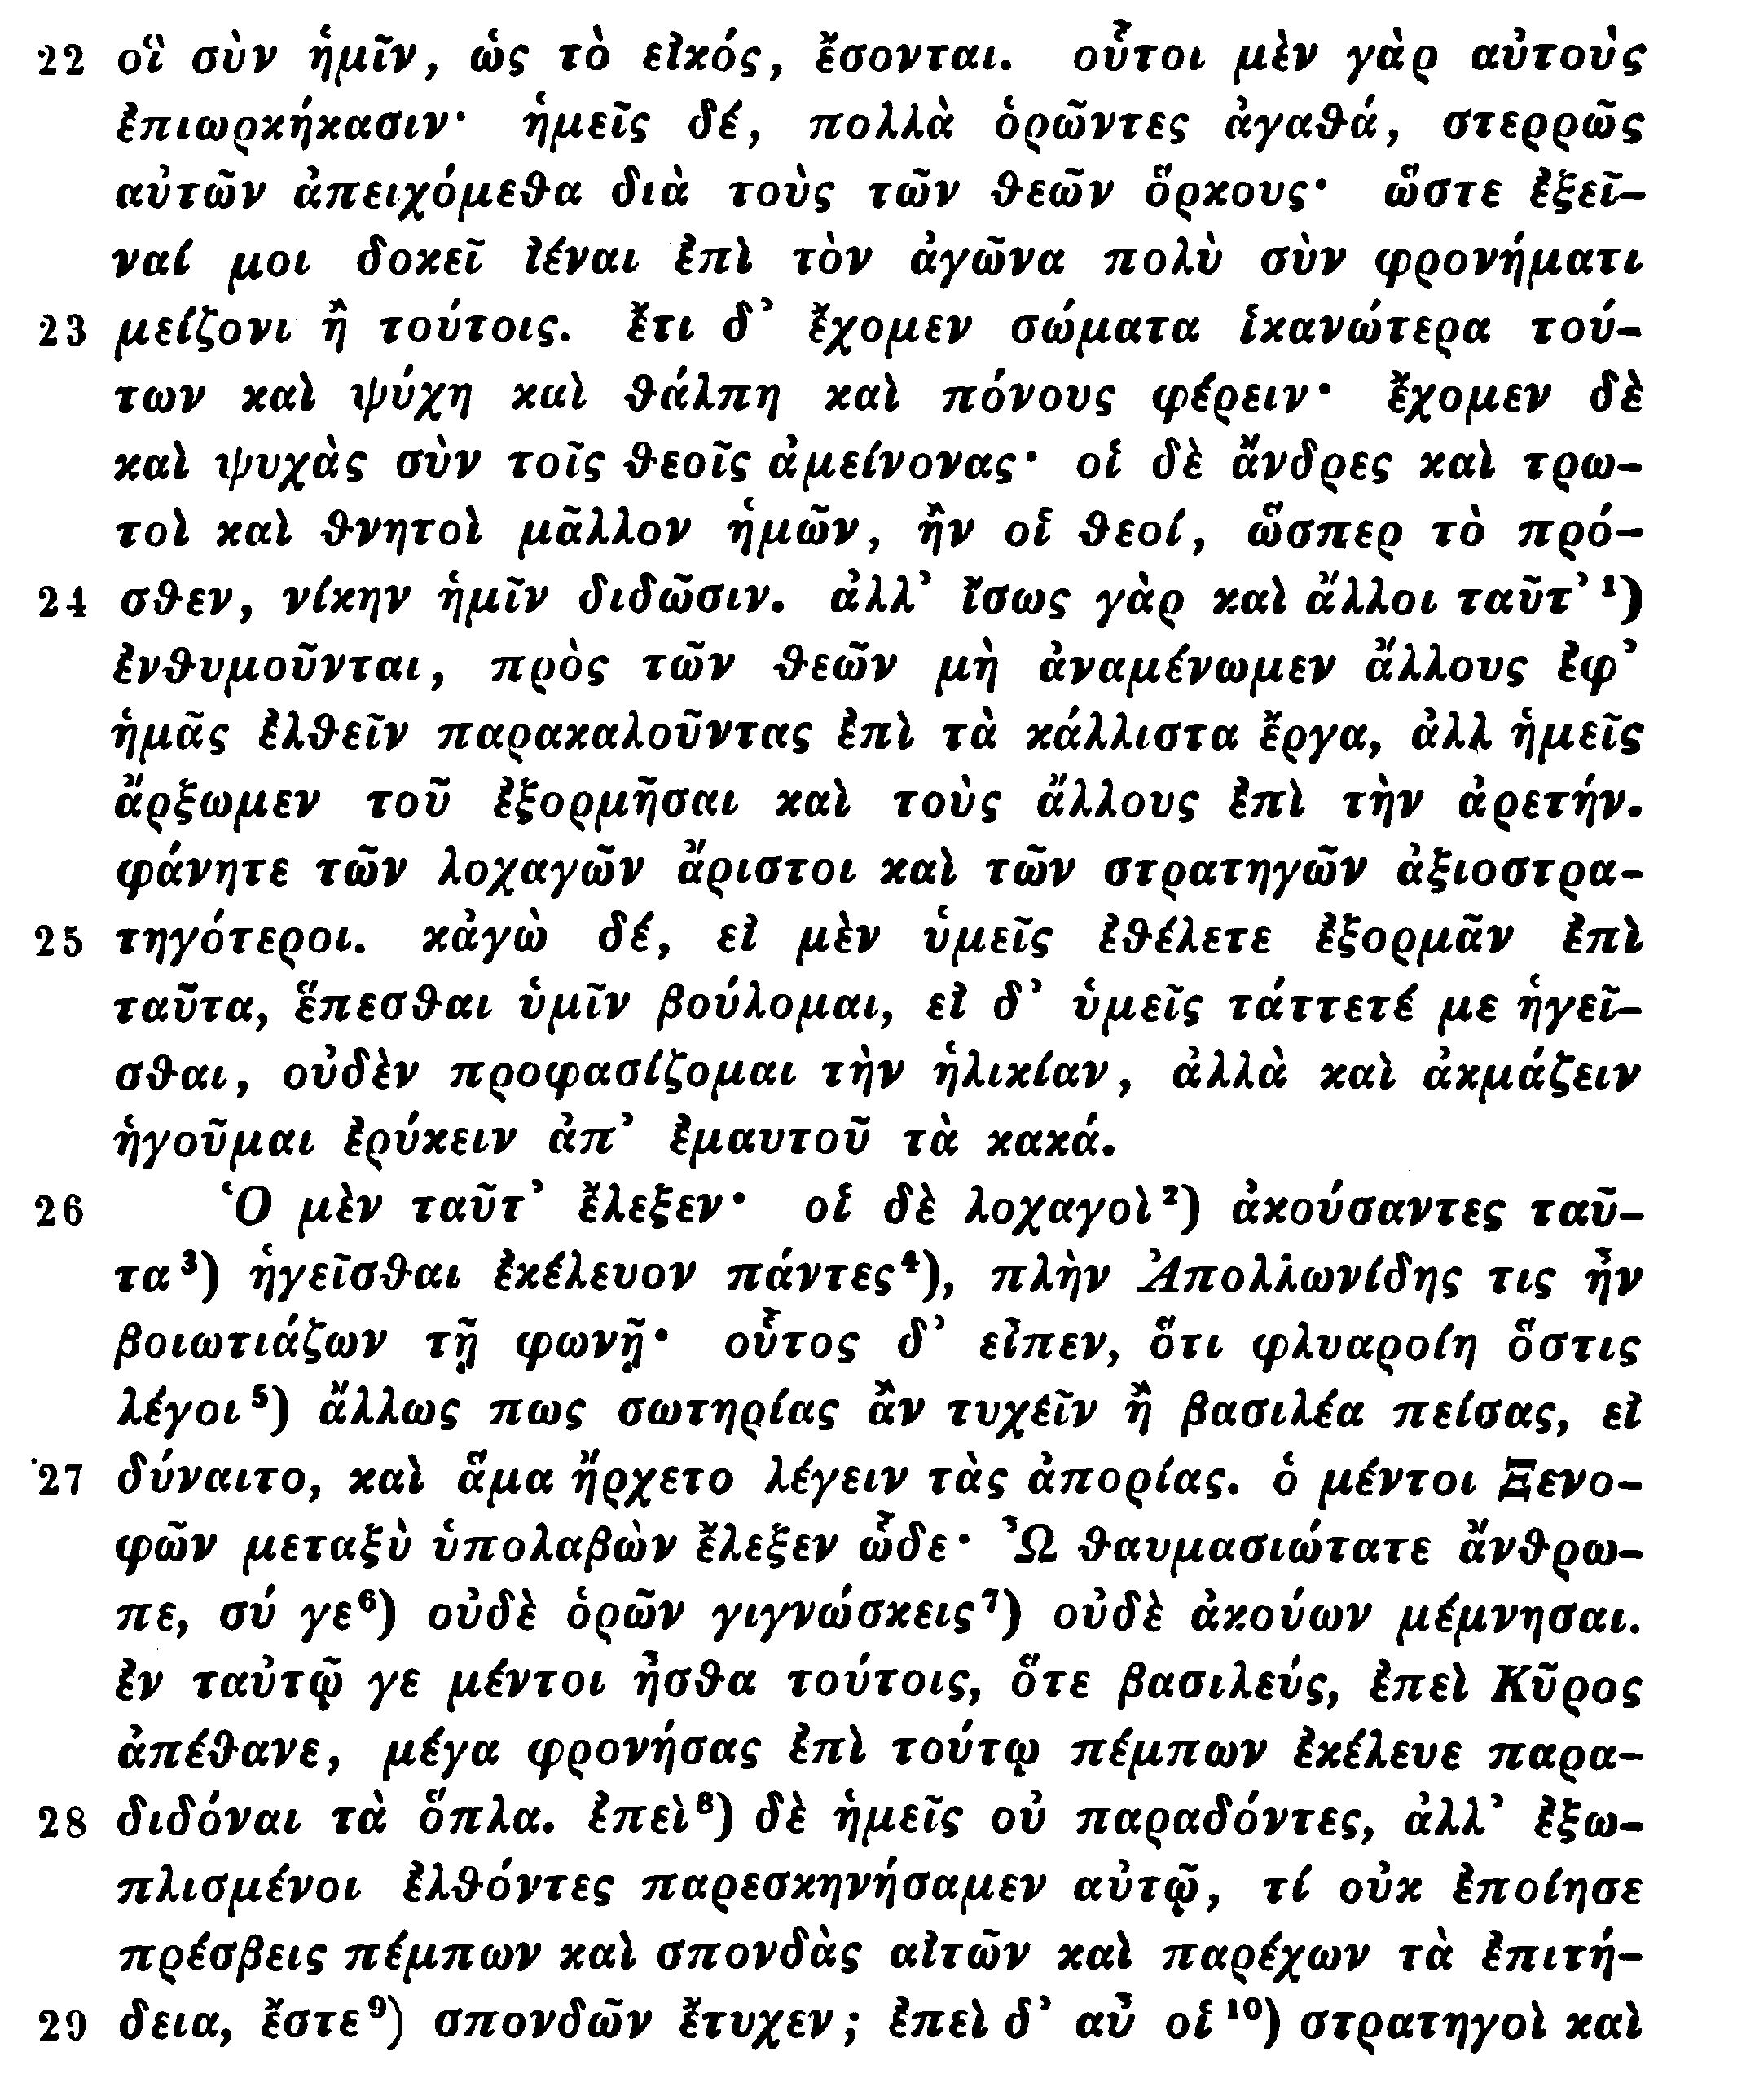 22 οἳ σὺν ἡμῖν, ὡς τὸ εἰκός, ἔσονται. οὗτοι μὲν γὰρ αὐτοὺς
ἐπιωρκήκασιν· ἡμεῖς δέ, πολλὰ ὁρῶντες ἀγαθά, στερρῶς
αὐτῶν ἀπειχόμεθα διὰ τοὺς τῶν θεῶν ὅρκους· ὥστε ἐξεῖ-
ναί μοι δοκεῖ ἰέναι ἐπὶ τὸν ἀγῶνα πολὺ σὺν φρονήματι
23 μείζονι ἢ τούτοις. ἔτι δ’ ἔχομεν σώματα ἱκανώτερα τού-
των καὶ ψύχη καὶ θάλπη καὶ πόνους φέρειν· ἔχομεν δὲ
καὶ ψυχὰς σὺν τοῖς θεοῖς ἀμείνονας· οἱ δὲ ἄνδρες καὶ τρω-
τοὶ καὶ θνητοὶ μᾶλλον ἡμῶν, ἢν οἱ θεοί, ὥσπερ τὸ πρό-
24 σθεν, νίκην ἡμῖν διδῶσιν. ἀλλ’ ἴσως γὰρ καὶ ἄλλοι ταῦτ’ ¹)
ἐνθυμοῦνται, πρὸς τῶν θεῶν μὴ ἀναμένωμεν ἄλλους ἐφ’
ἡμᾶς ἐλθεῖν παρακαλοῦντας ἐπὶ τὰ κάλλιστα ἔργα, ἀλλ ἡμεῖς
ἄρξωμεν τοῦ ἐξορμῆσαι καὶ τοὺς ἄλλους ἐπὶ τὴν ἀρετήν.
φάνητε τῶν λοχαγῶν ἄριστοι καὶ τῶν στρατηγῶν ἀξιοστρα-
25 τηγότεροι. κἀγὼ δέ, εἰ μὲν ὑμεῖς ἐθέλετε ἐξορμᾶν ἐπὶ
ταῦτα, ἕπεσθαι ὑμῖν βούλομαι, εἰ δ’ ὑμεῖς τάττετέ με ἡγεῖ-
σθαι, οὐδὲν προφασίζομαι τὴν ἡλικίαν, ἀλλὰ καὶ ἀκμάζειν
ἡγοῦμαι ἐρύκειν ἀπ’ ἐμαυτοῦ τὰ κακά.
26 Ὁ μὲν ταῦτ’ ἔλεξεν· οἱ δὲ λοχαγοὶ²) ἀκούσαντες ταῦ-
τα³) ἡγεῖσθαι ἐκέλευον πάντες⁴), πλὴν Ἀπολλωνίδης τις ἦν
βοιωτιάζων τῇ φωνῇ· οὗτος δ’ εἶπεν, ὅτι φλυαροίη ὅστις
λέγοι⁵) ἄλλως πως σωτηρίας ἂν τυχεῖν ἢ βασιλέα πείσας, εἰ
27 δύναιτο, καὶ ἅμα ἤρχετο λέγειν τὰς ἀπορίας. ὁ μέντοι Ξενο-
φῶν μεταξὺ ὑπολαβὼν ἔλεξεν ὧδε· Ὦ θαυμασιώτατε ἄνθρω-
πε, σύ γε⁶) οὐδὲ ὁρῶν γιγνώσκεις⁷) οὐδὲ ἀκούων μέμνησαι.
ἐν ταὐτῷ γε μέντοι ἦσθα τούτοις, ὅτε βασιλεύς, ἐπεὶ Κῦρος
ἀπέθανε, μέγα φρονήσας ἐπὶ τούτῳ πέμπων ἐκέλευε παρα-
28 διδόναι τὰ ὅπλα. ἐπεὶ⁸) δὲ ἡμεῖς οὐ παραδόντες, ἀλλ’ ἐξω-
πλισμένοι ἐλθόντες παρεσκηνήσαμεν αὐτῷ, τί οὐκ ἐποίησε
πρέσβεις πέμπων καὶ σπονδὰς αἰτῶν καὶ παρέχων τὰ ἐπιτή-
29 δεια, ἔστε⁹) σπονδῶν ἔτυχεν; ἐπεὶ δ’ αὖ οἱ¹⁰) στρατηγοὶ καὶ